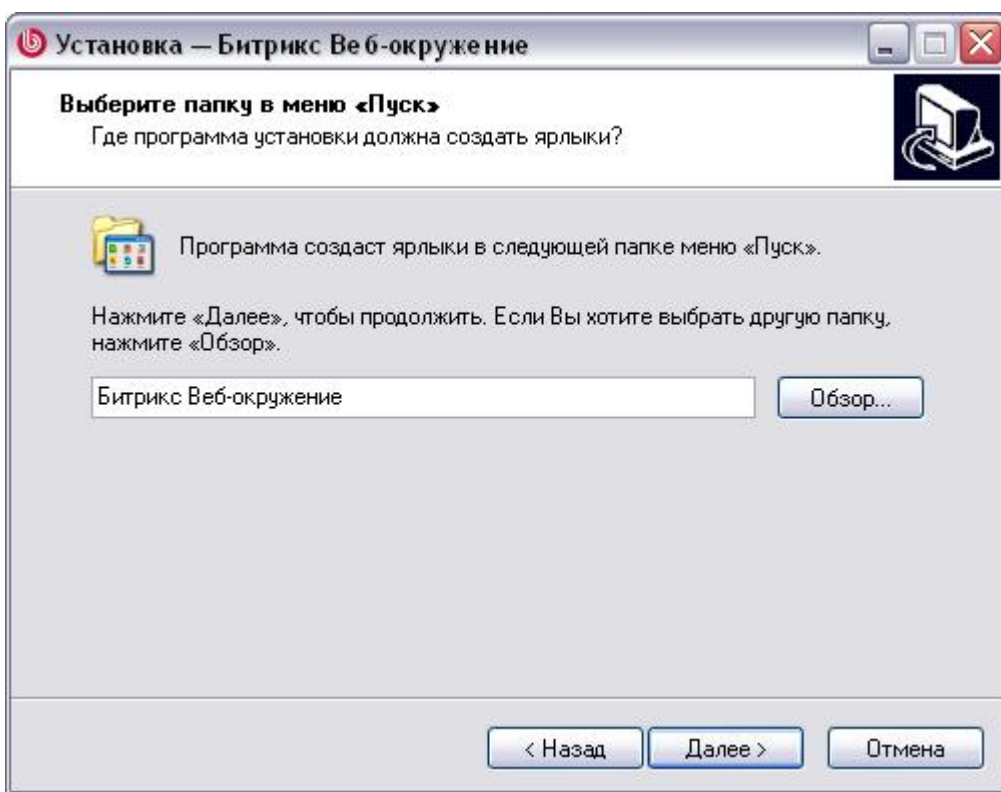 Установка — Битрикс Веб-окружение
Выберите папку в меню «Пуск»
Где программа установки должна создать ярлыки?
Программа создаст ярлыки в следующей папке меню «Пуск».
Нажмите «Далее», чтобы продолжить. Если Вы хотите выбрать другую папку,
нажмите «Обзор».
Битрикс Веб-окружение
Обзор...
< Назад
Далее >
Отмена